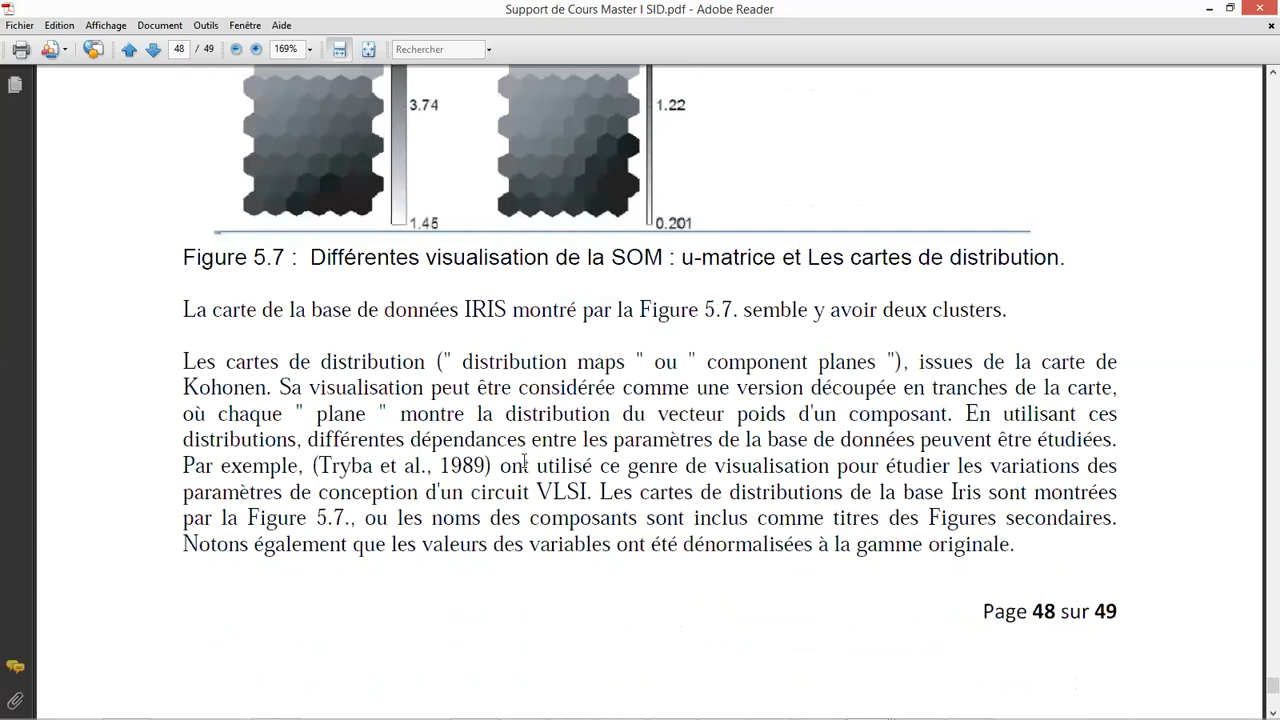 Support de Cours Master I SID.pdf - Adobe Reader
Fichier Edition Affichage Document Outils Fenêtre Aide
48 / 49 169% Rechercher
3.74 1.22
1.45 0.201
Figure 5.7 : Différentes visualisation de la SOM : u-matrice et Les cartes de distribution.
La carte de la base de données IRIS montré par la Figure 5.7. semble y avoir deux clusters.
Les cartes de distribution (" distribution maps " ou " component planes "), issues de la carte de
Kohonen. Sa visualisation peut être considérée comme une version découpée en tranches de la carte,
où chaque " plane " montre la distribution du vecteur poids d'un composant. En utilisant ces
distributions, différentes dépendances entre les paramètres de la base de données peuvent être étudiées.
Par exemple, (Tryba et al., 1989) ont utilisé ce genre de visualisation pour étudier les variations des
paramètres de conception d'un circuit VLSI. Les cartes de distributions de la base Iris sont montrées
par la Figure 5.7., ou les noms des composants sont inclus comme titres des Figures secondaires.
Notons également que les valeurs des variables ont été dénormalisées à la gamme originale.
Page 48 sur 49